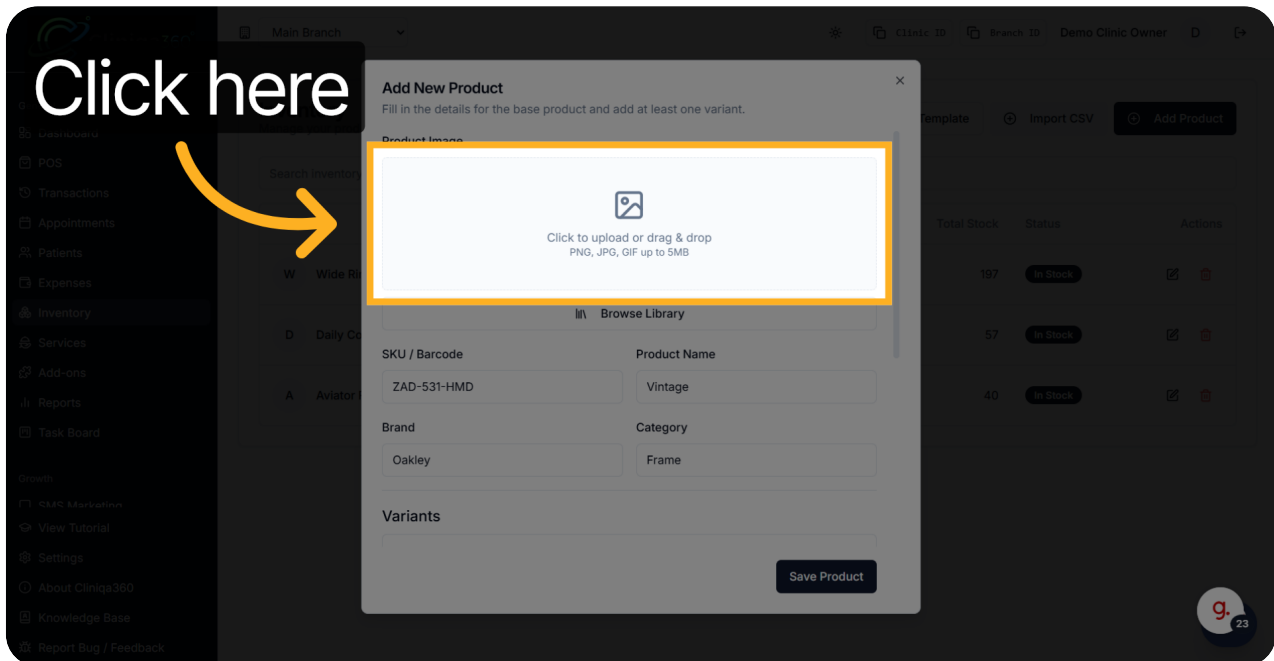 Main Branch
Clinic ID
Branch ID
Demo Clinic Owner
D
Click here
Add New Product
Fill in the details for the base product and add at least one variant.
Template
Import CSV
Add Product
Product Image
Dashboard
POS
Transactions
Appointments
Patients
Expenses
Inventory
Services
Add-ons
Reports
Task Board
Growth
SMS Marketing
View Tutorial
Settings
About Cliniqa360
Knowledge Base
Report Bug / Feedback
Search Inventory
Click to upload or drag & drop
PNG, JPG, GIF up to 5MB
Total Stock
Status
Actions
W
Wide
197
In Stock
Browse Library
D
Daily
57
In Stock
SKU / Barcode
Product Name
ZAD-531-HMD
Vintage
A
Aviator
40
In Stock
Brand
Category
Oakley
Frame
Variants
Save Product
g.
23